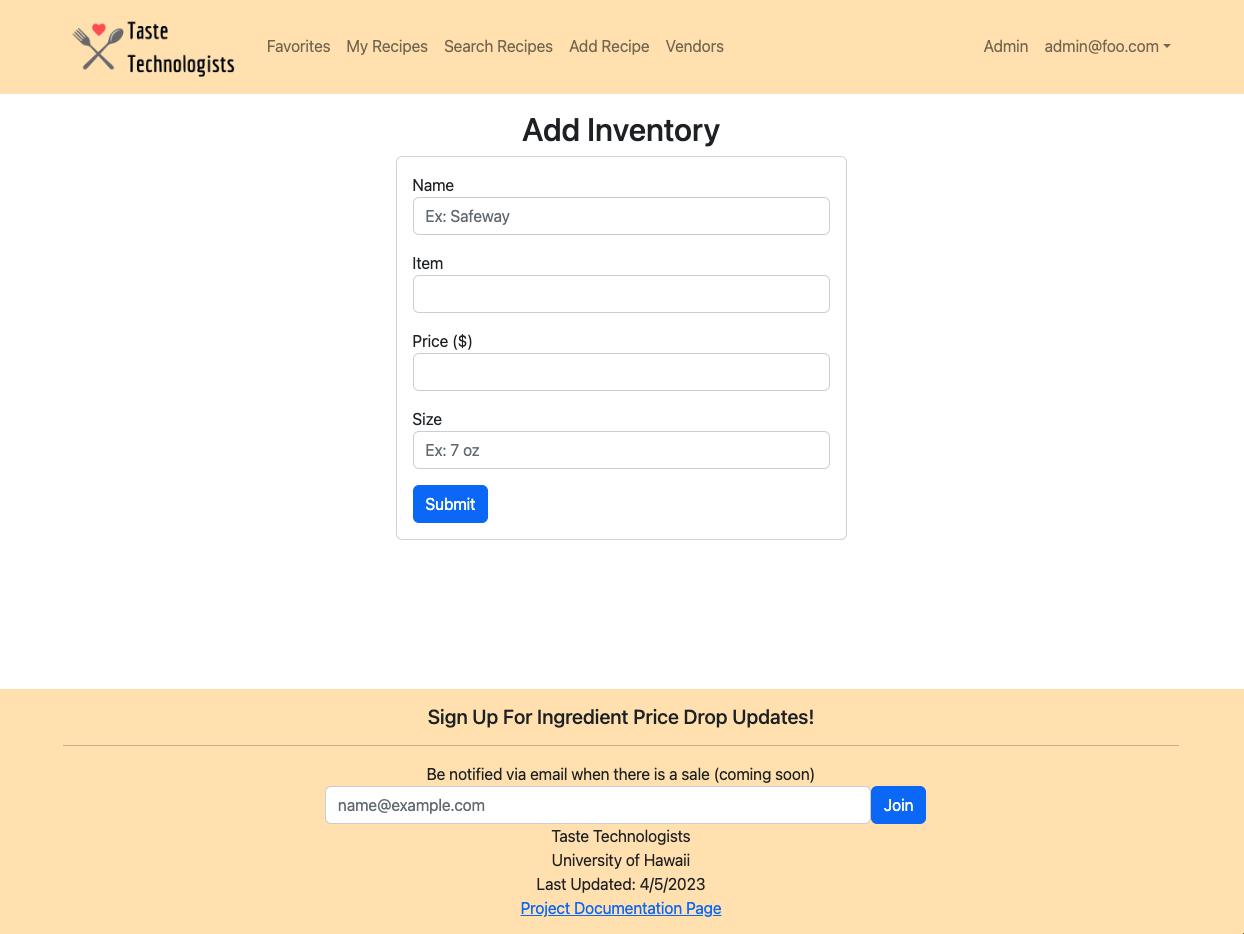 Taste
Technologists
Favorites My Recipes Search Recipes Add Recipe Vendors Admin admin@foo.com
Add Inventory
Name
Ex: Safeway
Item
Price ($)
Size
Ex: 7 oz
Submit
Sign Up For Ingredient Price Drop Updates!
Be notified via email when there is a sale (coming soon)
name@example.com Join
Taste Technologists
University of Hawaii
Last Updated: 4/5/2023
Project Documentation Page